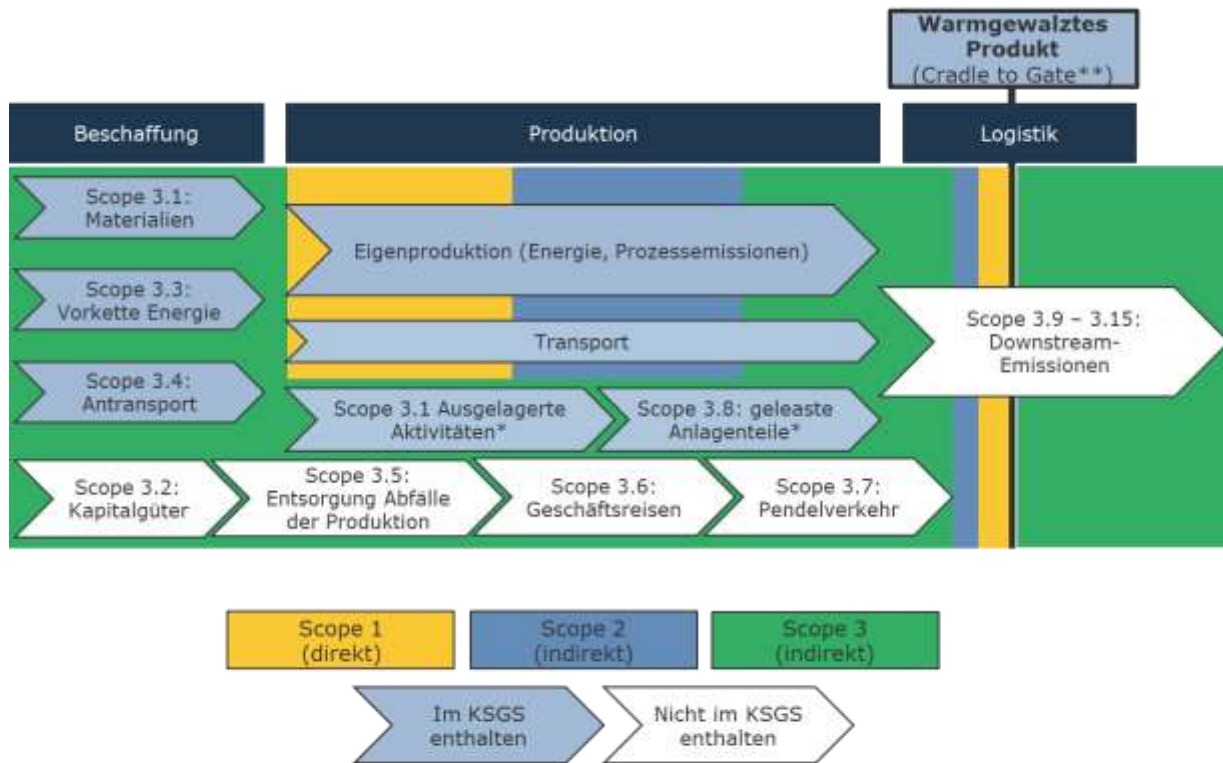 Warmgewalztes
Produkt
(Cradle to Gate**)
Beschaffung
Produktion
Logistik
Scope 3.1:
Materialien
Eigenproduktion (Energie, Prozessemissionen)
Scope 3.3:
Vorkette Energie
Transport
Scope 3.9 – 3.15:
Downstream-
Emissionen
Scope 3.4:
Antransport
Scope 3.1 Ausgelagerte
Aktivitäten*
Scope 3.8: geleaste
Anlagenteile*
Scope 3.2:
Kapitalgüter
Scope 3.5:
Entsorgung Abfälle
der Produktion
Scope 3.6:
Geschäftsreisen
Scope 3.7:
Pendelverkehr
Scope 1
(direkt)
Scope 2
(indirekt)
Scope 3
(indirekt)
Im KSGS
enthalten
Nicht im KSGS
enthalten